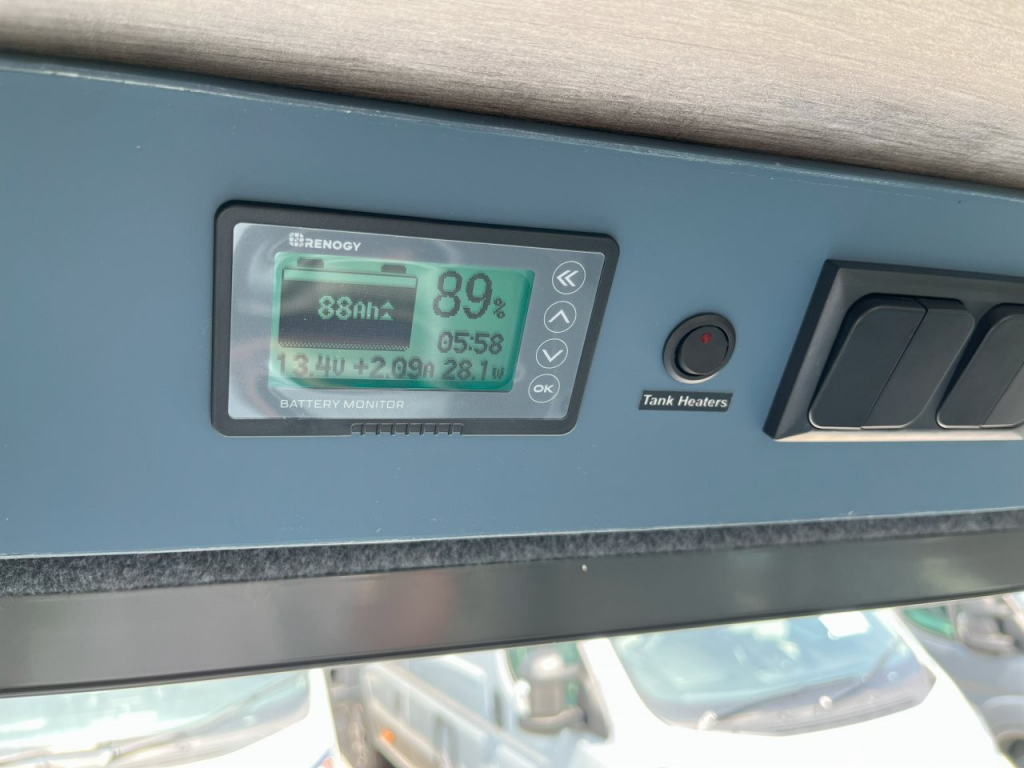 RENOGY
88Ah
89%
05:58
13.4V +2.09A 28.1W
BATTERY MONITOR
OK
Tank Heaters